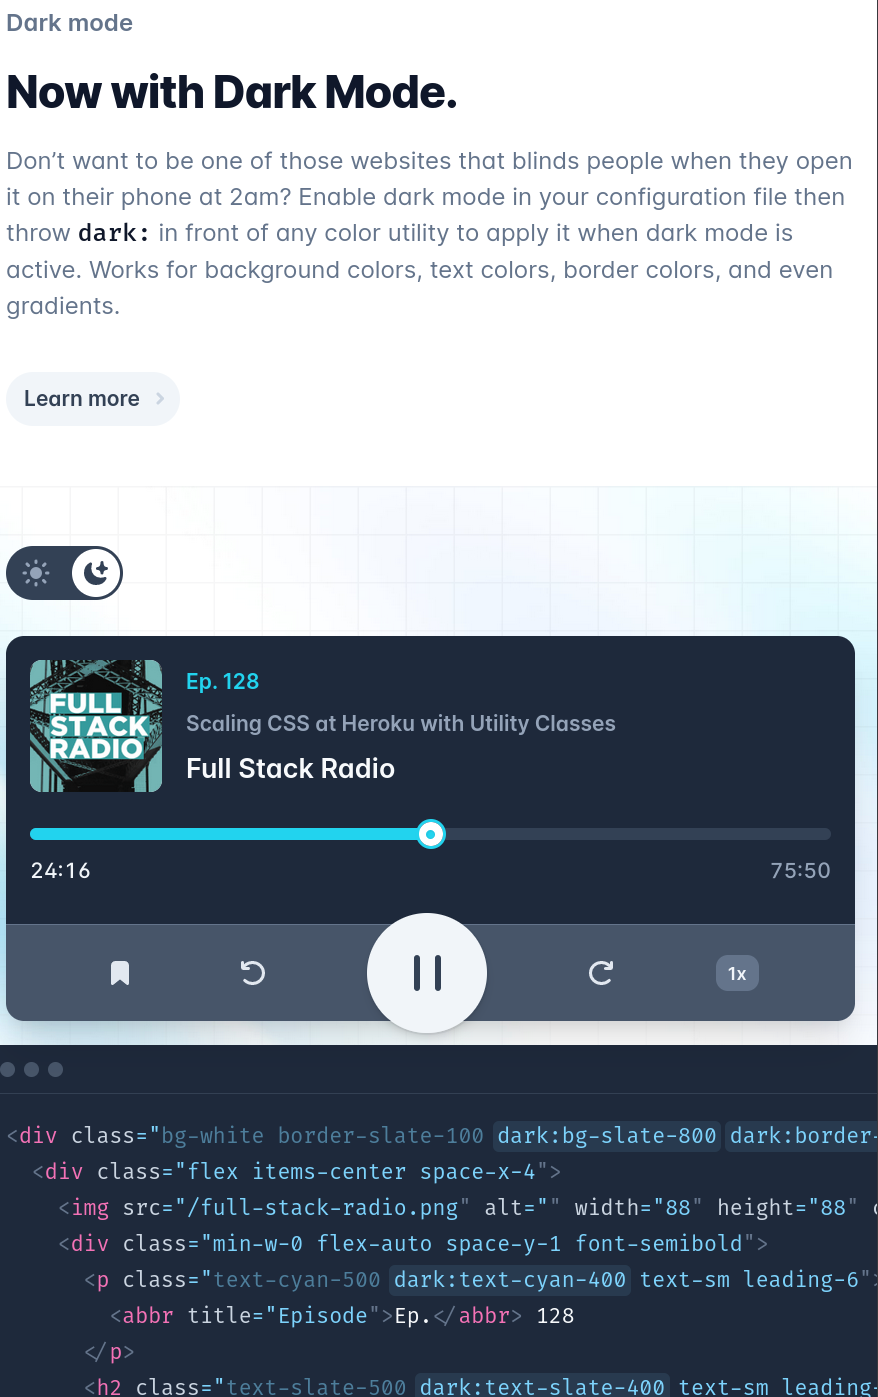 Dark mode
Now with Dark Mode.
Don’t want to be one of those websites that blinds people when they open
it on their phone at 2am? Enable dark mode in your configuration file then
throw dark: in front of any color utility to apply it when dark mode is
active. Works for background colors, text colors, border colors, and even
gradients.
Learn more
FULL
STACK
RADIO
Ep. 128
Scaling CSS at Heroku with Utility Classes
Full Stack Radio
24:16
75:50
1x
<div class="bg-white border-slate-100 dark:bg-slate-800 dark:border-
<div class="flex items-center space-x-4">
<img src="/full-stack-radio.png" alt="" width="88" height="88"
<div class="min-w-0 flex-auto space-y-1 font-semibold">
<p class="text-cyan-500 dark:text-cyan-400 text-sm leading-6">
<abbr title="Episode">Ep.</abbr> 128
</p>
<h2 class="text-slate-500 dark:text-slate-400 text-sm leading-